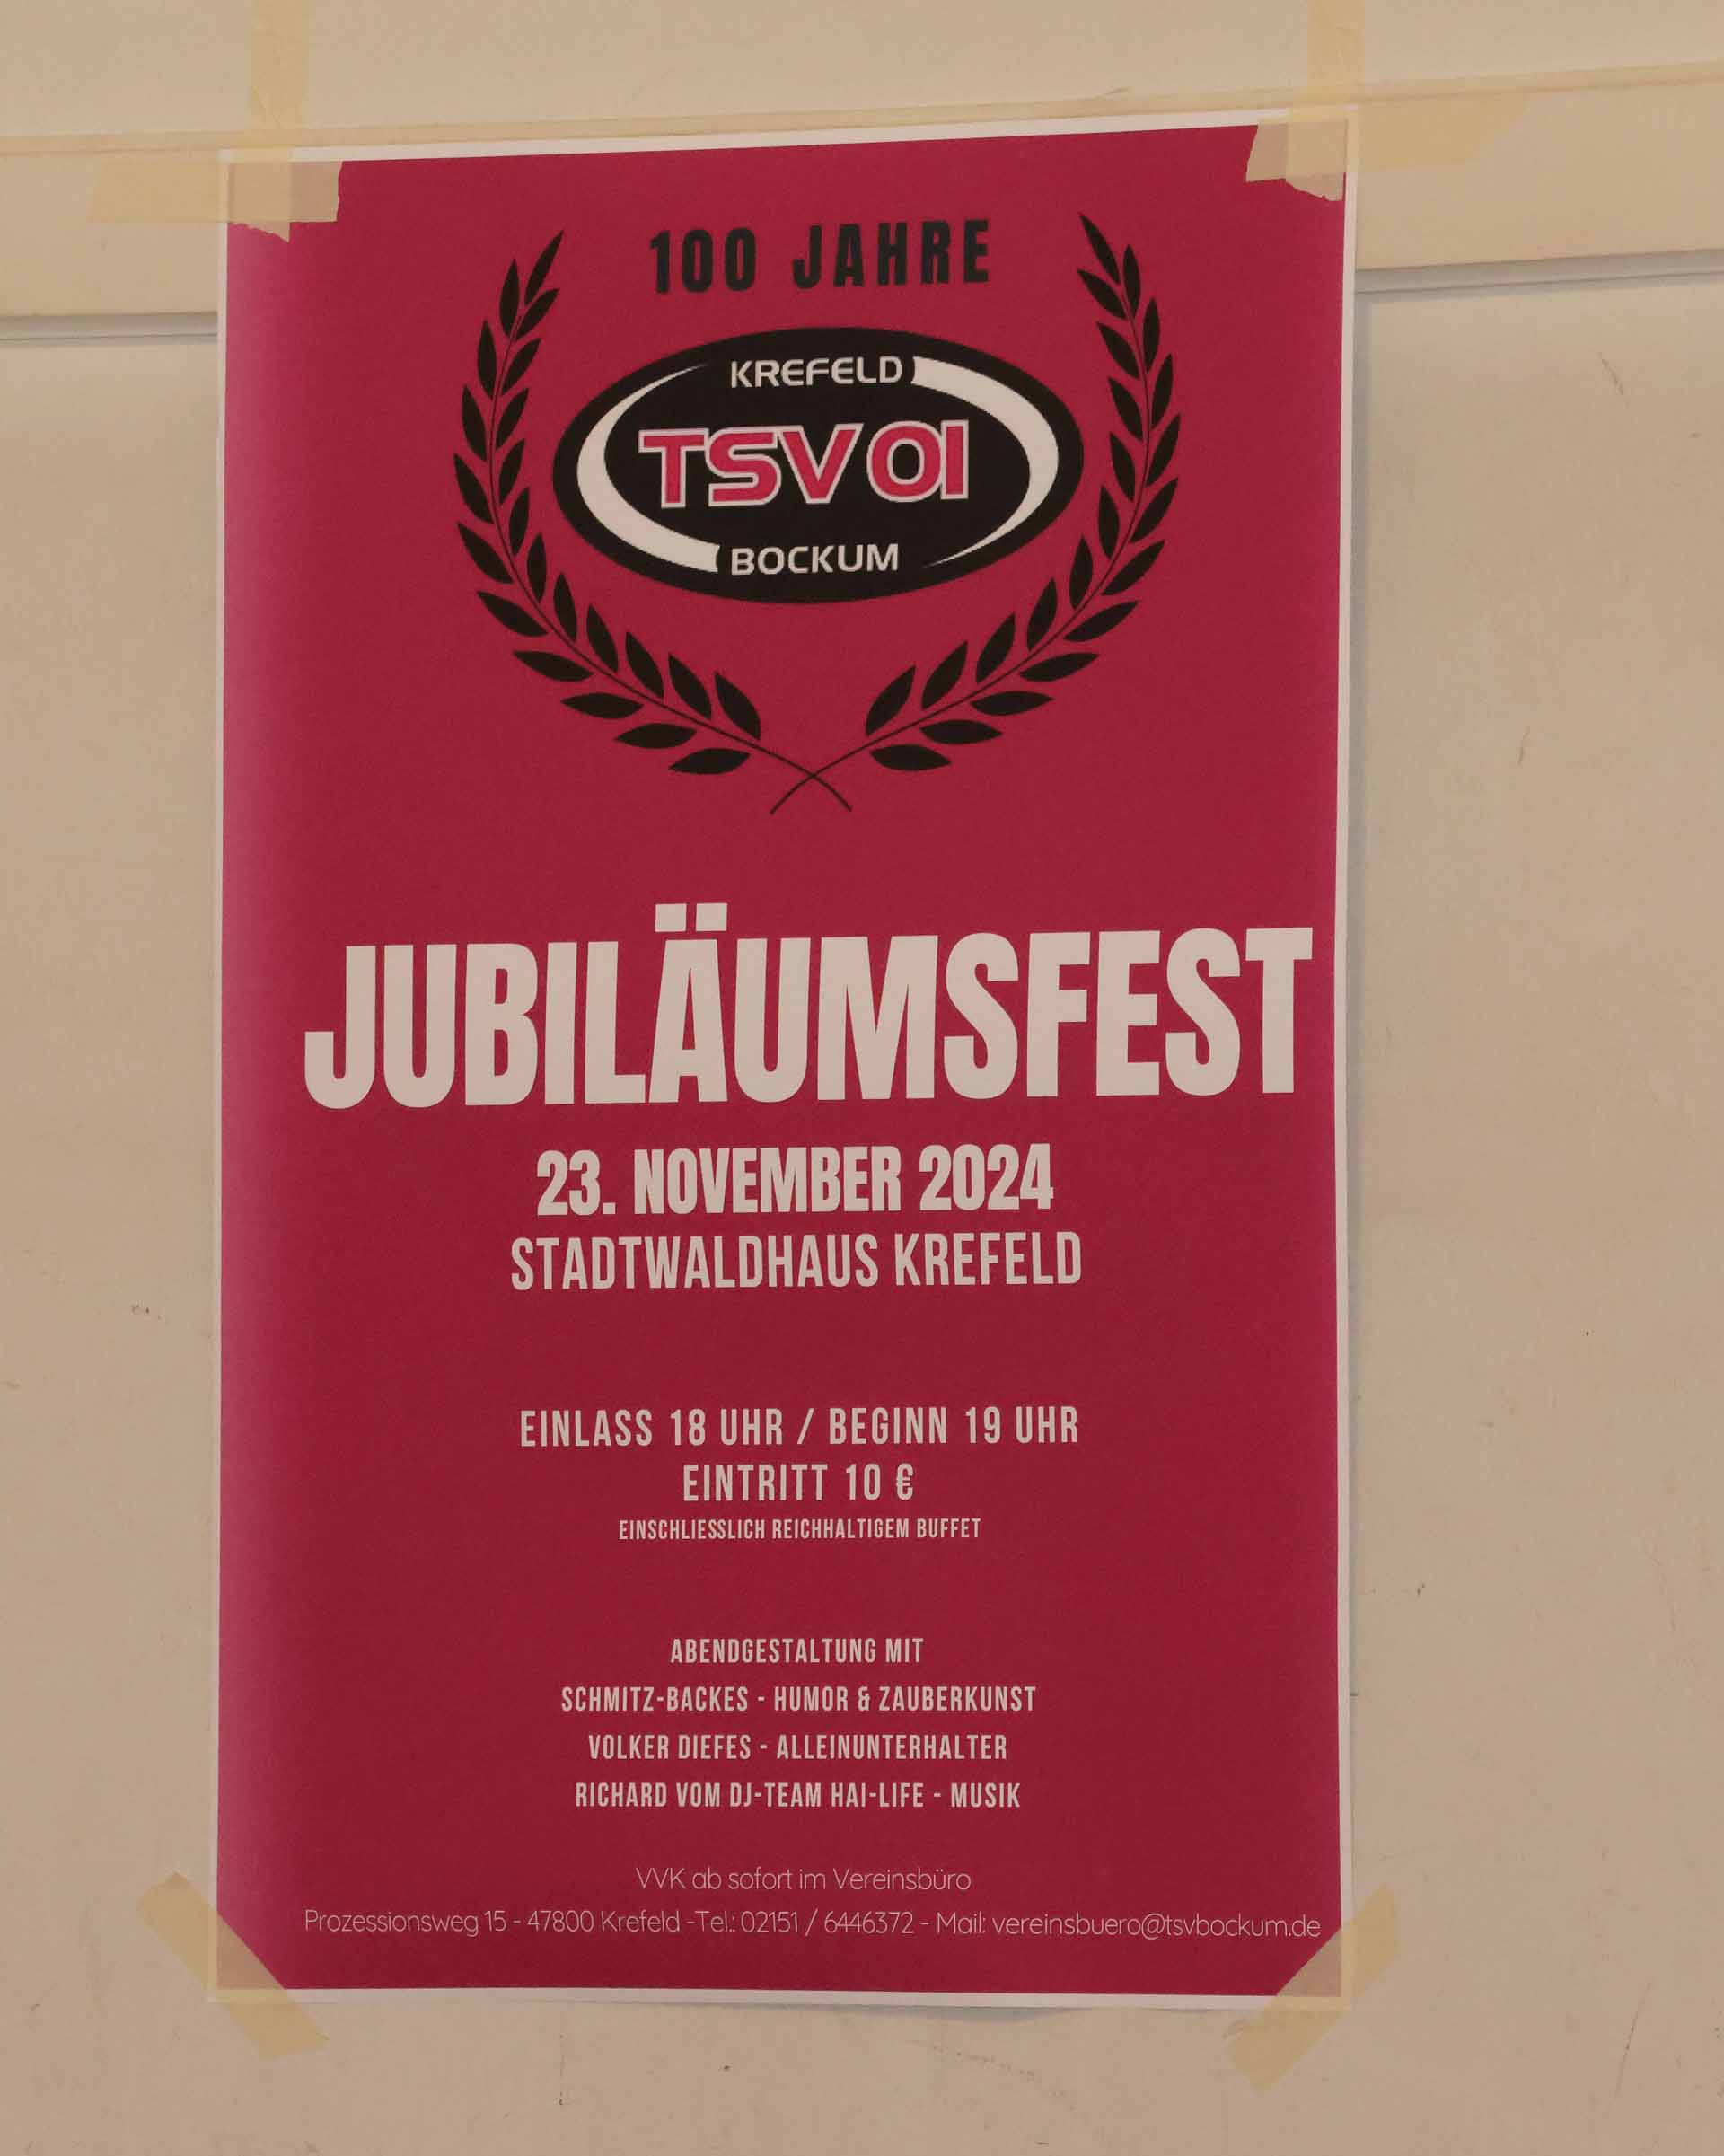 100 JAHRE
KREFELD
TSV 01
BOCKUM
JUBILÄUMSFEST
23. NOVEMBER 2024
STADTWALDHAUS KREFELD
EINLASS 18 UHR / BEGINN 19 UHR
EINTRITT 10 €
EINSCHLIESSLICH REICHHALTIGEM BUFFET
ABENDGESTALTUNG MIT
SCHMITZ-BACKES - HUMOR & ZAUBERKUNST
VOLKER DIEFES - ALLEINUNTERHALTER
RICHARD VOM DJ-TEAM HAI-LIFE - MUSIK
VVK ab sofort im Vereinsbüro
Prozessionsweg 15 - 47800 Krefeld -Tel.: 02151 / 6446372 - Mail: vereinsbuero@tsvbockum.de